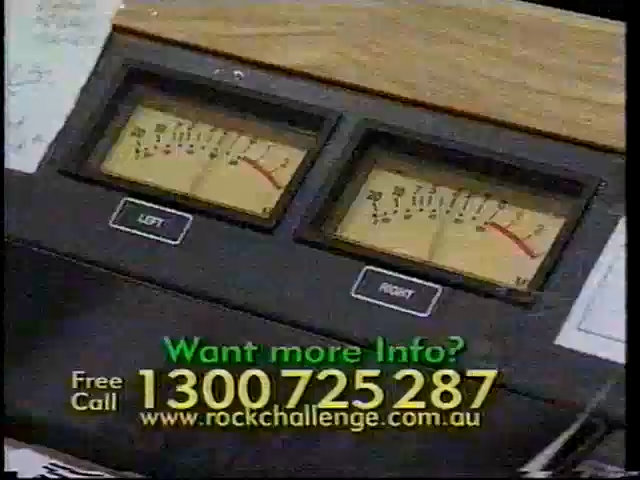 LEFT
RIGHT
Want more Info?
Free Call 1300 725 287
www.rockchallenge.com.au